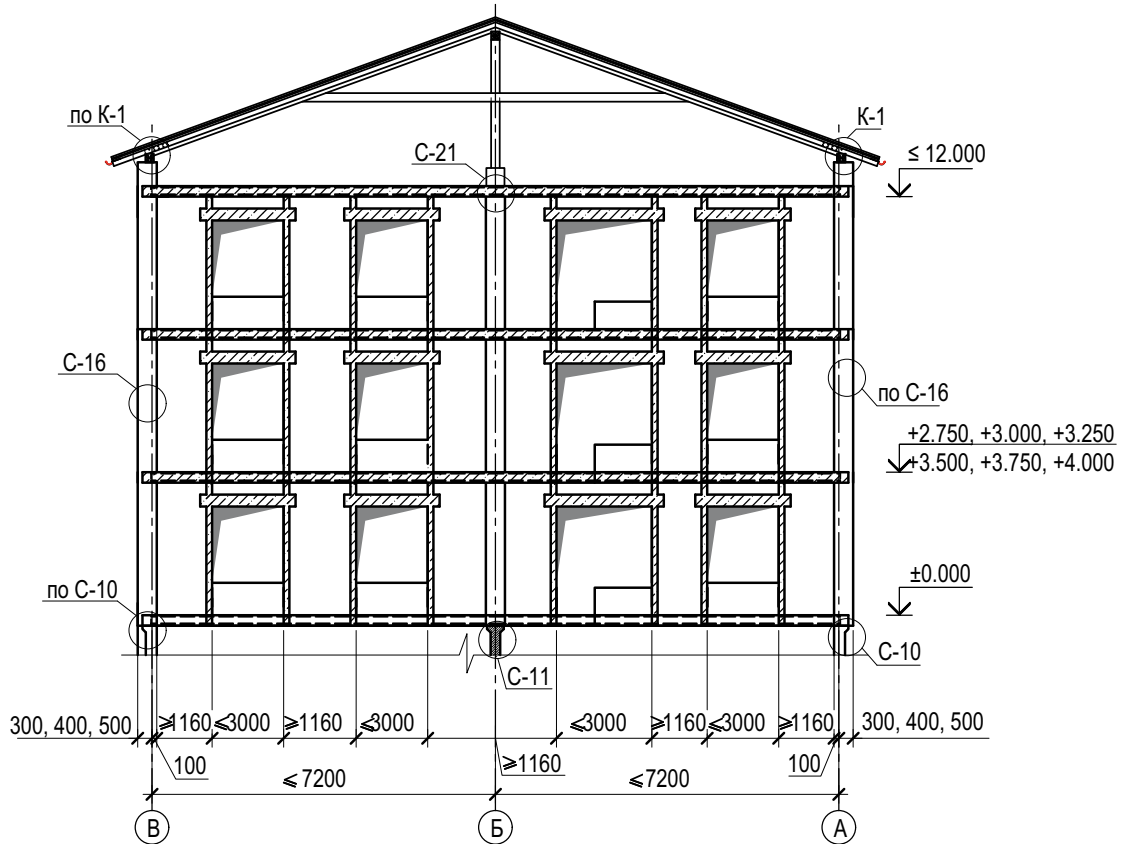 по К-1
К-1
С-21
≤ 12.000
С-16
по С-16
+2.750, +3.000, +3.250
+3.500, +3.750, +4.000
по С-10
±0.000
С-10
С-11
300, 400, 500
≥1160
≤3000
≥1160
≤3000
≤3000
≥1160
≤3000
≥1160
300, 400, 500
100
≥1160
100
≤ 7200
≤ 7200
В
Б
А